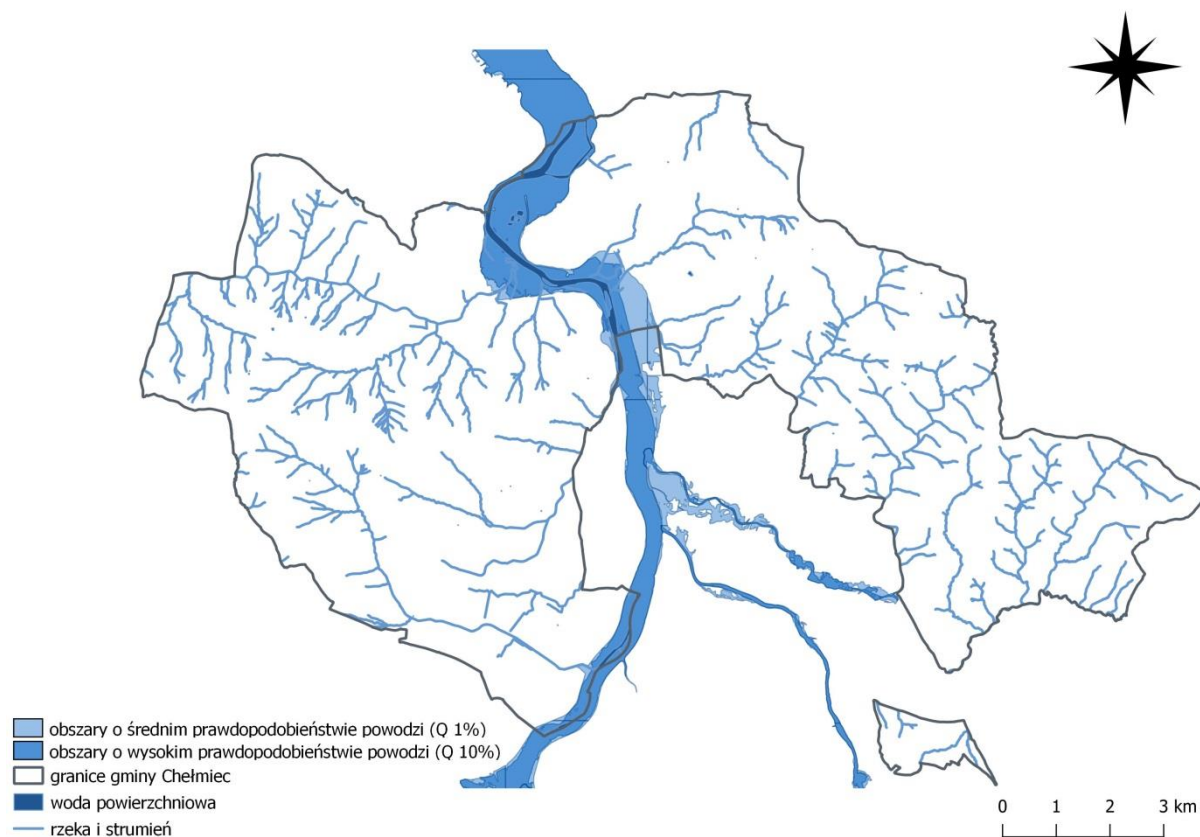 obszary o średnim prawdopodobieństwie powodzi (Q 1%)
obszary o wysokim prawdopodobieństwie powodzi (Q 10%)
granice gminy Chełmiec
woda powierzchniowa
rzeka i strumień
0 1 2 3 km